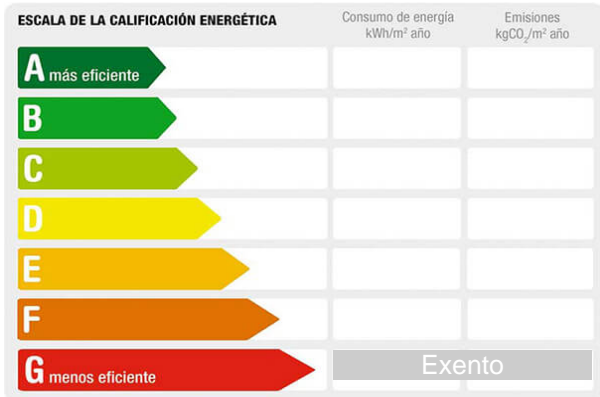 ESCALA DE LA CALIFICACIÓN ENERGÉTICA
Consumo de energía
kWh/m² año
Emisiones
kgCO₂/m² año
A más eficiente
B
C
D
E
F
G menos eficiente
Exento